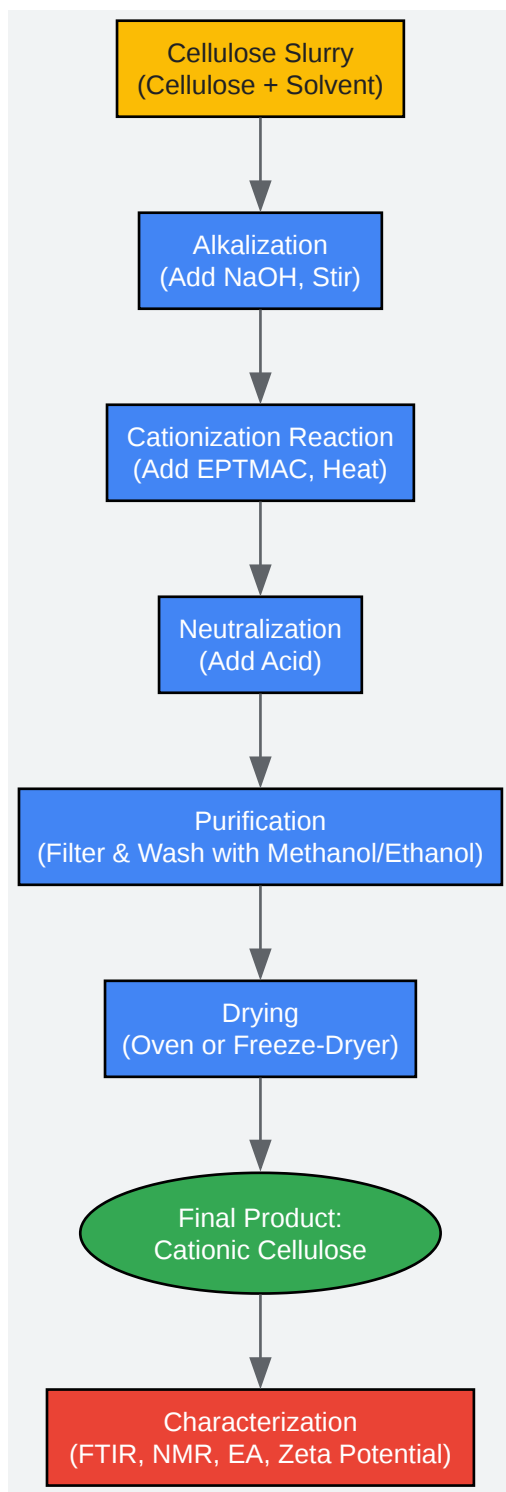 Cellulose Slurry
(Cellulose + Solvent)
Alkalization
(Add NaOH, Stir)
Cationization Reaction
(Add EPTMAC, Heat)
Neutralization
(Add Acid)
Purification
(Filter & Wash with Methanol/Ethanol)
Drying
(Oven or Freeze-Dryer)
Final Product:
Cationic Cellulose
Characterization
(FTIR, NMR, EA, Zeta Potential)